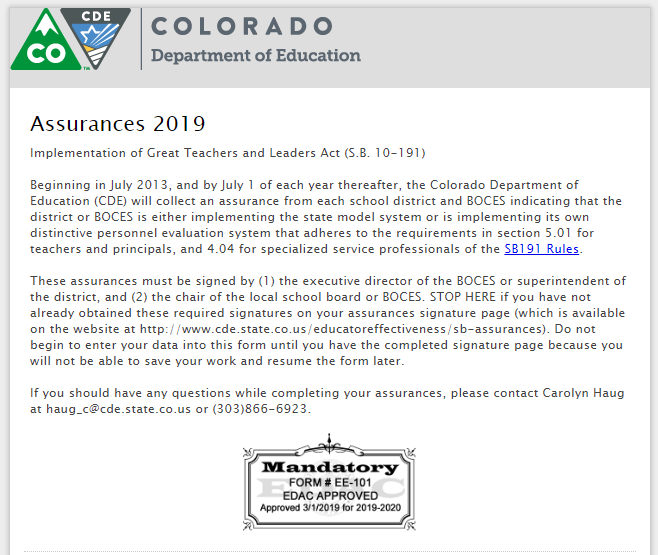 CDE
CO
TM
COLORADO
Department of Education
Assurances 2019
Implementation of Great Teachers and Leaders Act (S.B. 10-191)
Beginning in July 2013, and by July 1 of each year thereafter, the Colorado Department of
Education (CDE) will collect an assurance from each school district and BOCES indicating that the
district or BOCES is either implementing the state model system or is implementing its own
distinctive personnel evaluation system that adheres to the requirements in section 5.01 for
teachers and principals, and 4.04 for specialized service professionals of the SB191 Rules.
These assurances must be signed by (1) the executive director of the BOCES or superintendent of
the district, and (2) the chair of the local school board or BOCES. STOP HERE if you have not
already obtained these required signatures on your assurances signature page (which is available
on the website at http://www.cde.state.co.us/educatoreffectiveness/sb-assurances). Do not
begin to enter your data into this form until you have the completed signature page because you
will not be able to save your work and resume the form later.
If you should have any questions while completing your assurances, please contact Carolyn Haug
at haug_c@cde.state.co.us or (303)866-6923.
Mandatory
FORM # EE-101
EDAC APPROVED
Approved 3/1/2019 for 2019-2020
EDAC